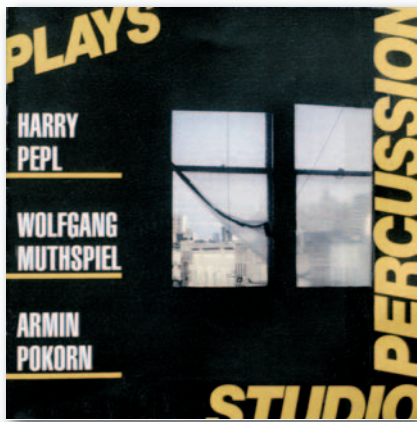 PLAYS
HARRY
PEPL
WOLFGANG
MUTHSPIEL
ARMIN
POKORN
STUDIO
PERCUSSION